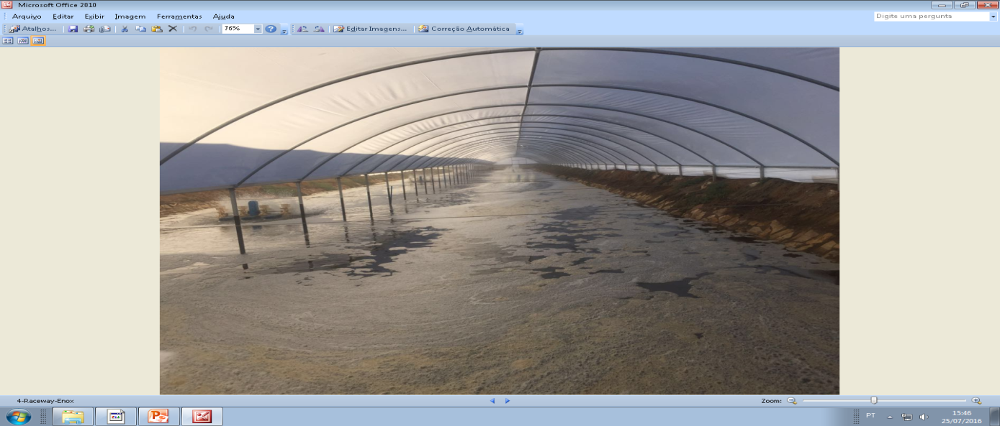 Microsoft Office 2010
Arquivo Editar Exibir Imagem Ferramentas Ajuda Digite uma pergunta
Atalhos... 76% Editar Imagens... Correção Automática
4-Raceway-Enox Zoom:
PT 15:46
25/07/2016